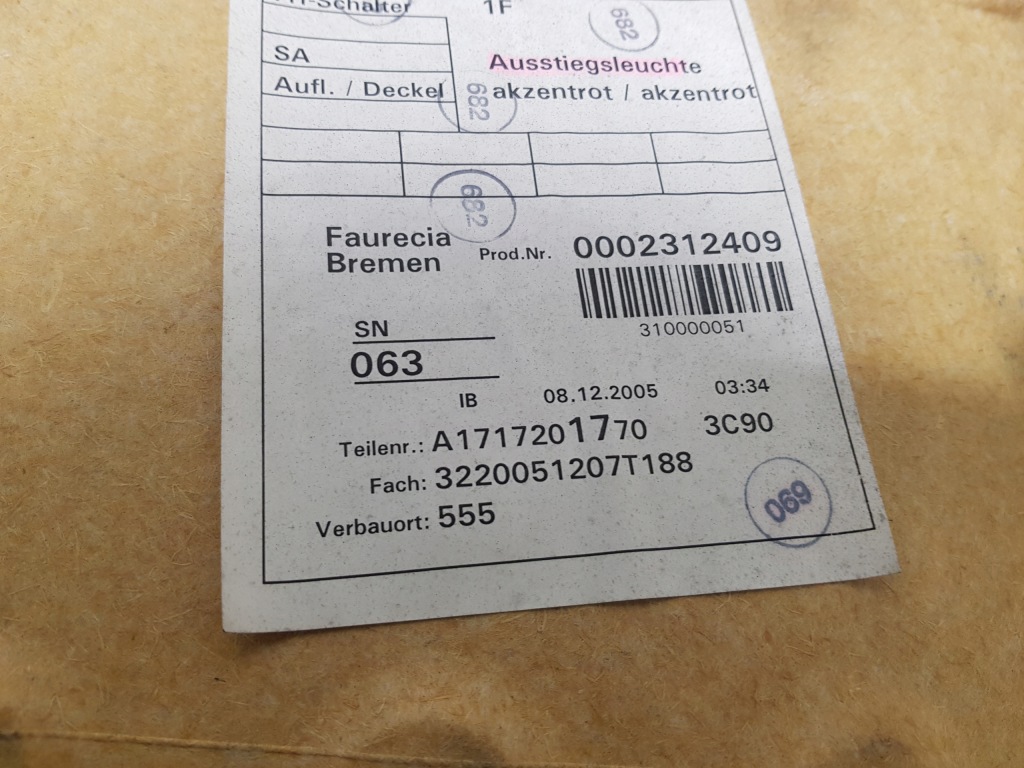 -Schalter 1F
682
SA
Ausstiegsleuchte
Aufl. / Deckel
akzentrot / akzentrot
682
682
Faurecia
Bremen
Prod.Nr. 0002312409
310000051
SN
063
IB 08.12.2005 03:34
Teilenr.: A1717201770 3C90
Fach: 3220051207T188
Verbauort: 555
069